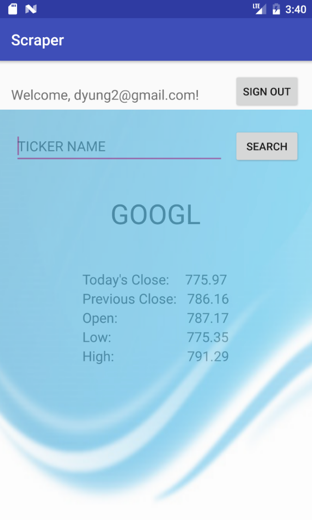 LTE 3:40
Scraper
Welcome, dyung2@gmail.com!
SIGN OUT
TICKER NAME
SEARCH
GOOGL
Today's Close: 775.97
Previous Close: 786.16
Open: 787.17
Low: 775.35
High: 791.29